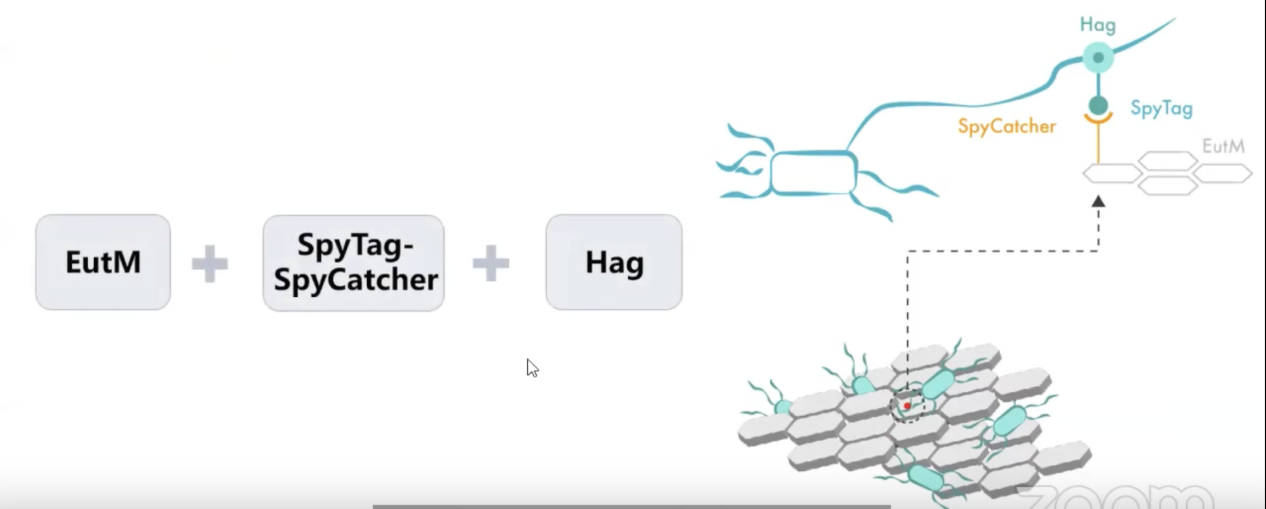 Hag
SpyTag
SpyCatcher
EutM
EutM
SpyTag-
SpyCatcher
Hag
zoom